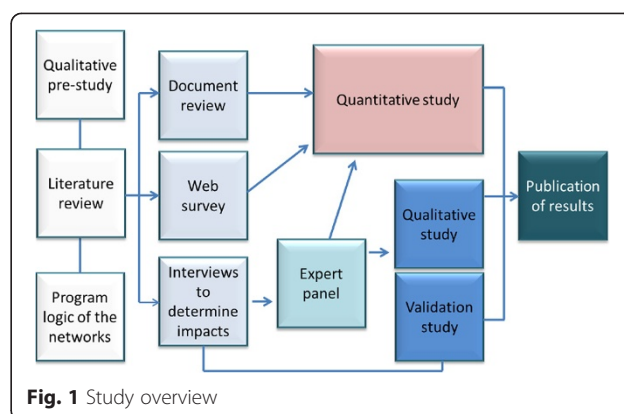 Qualitative
pre-study
Literature
review
Program
logic of the
networks
Document
review
Web
survey
Interviews
to
determine
impacts
Expert
panel
Quantitative study
Qualitative
study
Validation
study
Publication
of results
Fig. 1 Study overview